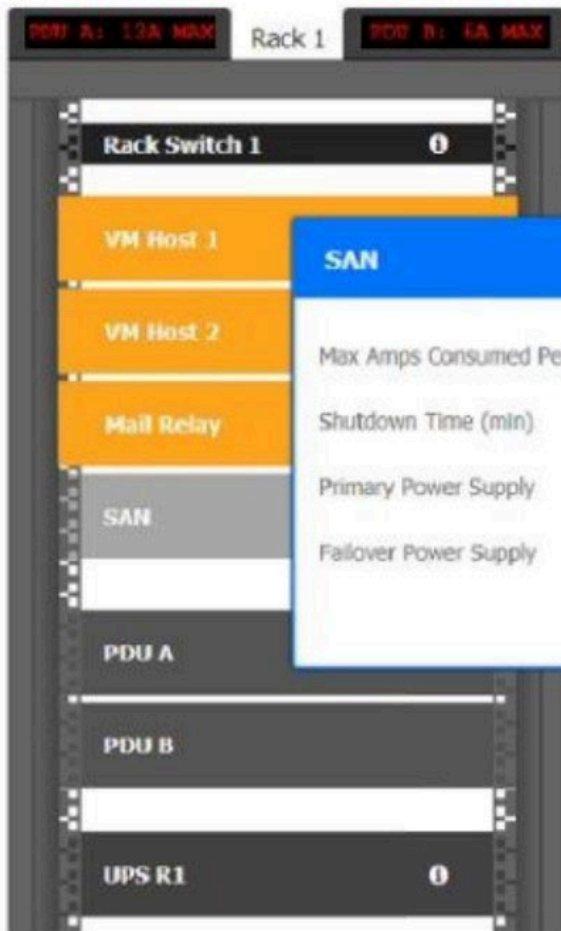 PDU A: 13A MAX
Rack 1
PDU B: 6A MAX
Rack Switch 1
VM Host 1
VM Host 2
Mail Relay
SAN
SAN
Max Amps Consumed Pe
Shutdown Time (min)
Primary Power Supply
Failover Power Supply
PDU A
PDU B
UPS R1